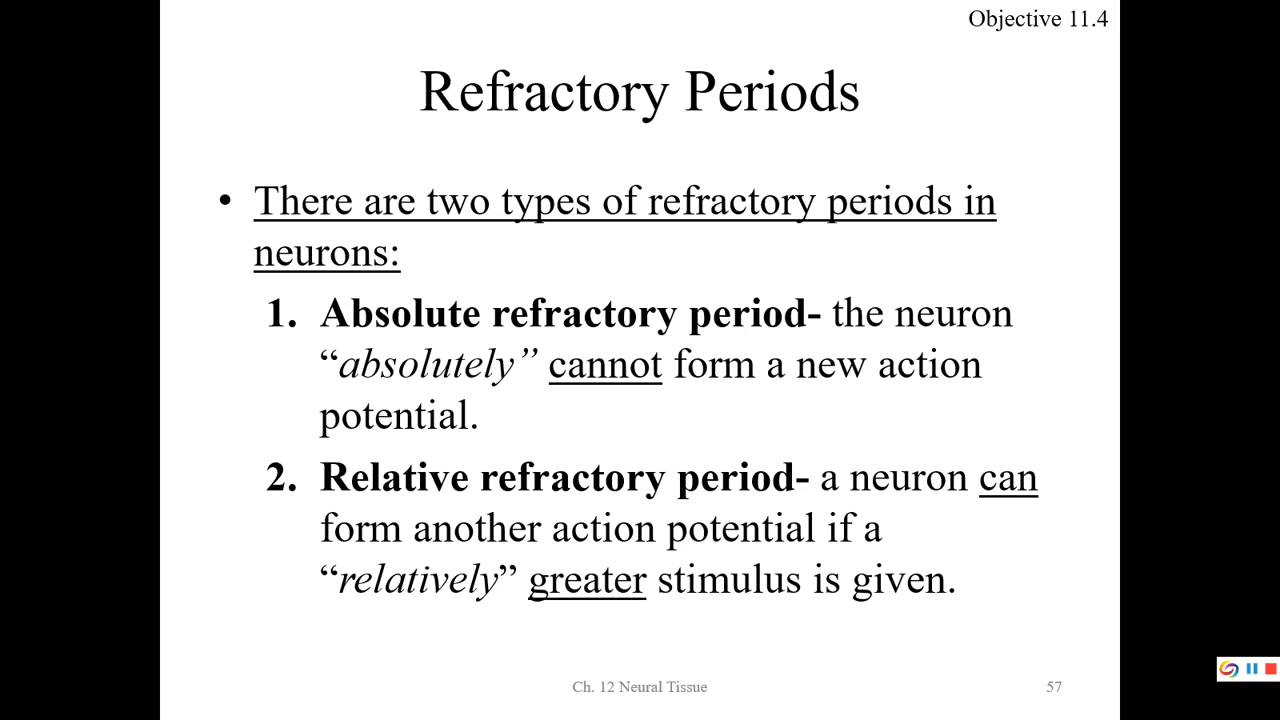 Objective 11.4
Refractory Periods
• There are two types of refractory periods in
neurons:
1. Absolute refractory period- the neuron
“absolutely” cannot form a new action
potential.
2. Relative refractory period- a neuron can
form another action potential if a
“relatively” greater stimulus is given.
Ch. 12 Neural Tissue
57